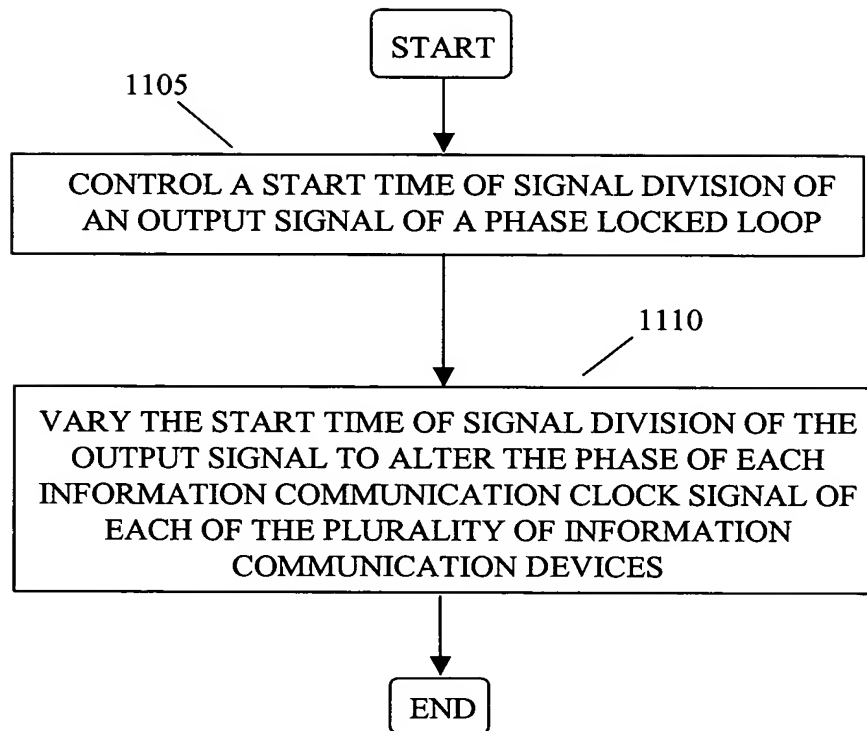 START
1105
CONTROL A START TIME OF SIGNAL DIVISION OF
AN OUTPUT SIGNAL OF A PHASE LOCKED LOOP
1110
VARY THE START TIME OF SIGNAL DIVISION OF THE
OUTPUT SIGNAL TO ALTER THE PHASE OF EACH
INFORMATION COMMUNICATION CLOCK SIGNAL OF
EACH OF THE PLURALITY OF INFORMATION
COMMUNICATION DEVICES
END